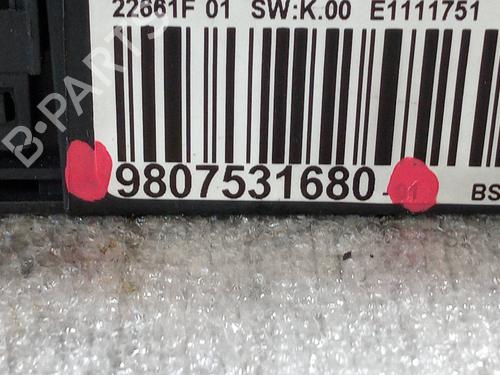 22661F 01 SW:K.00 E1111751
9807531680
BS
B-PARTS